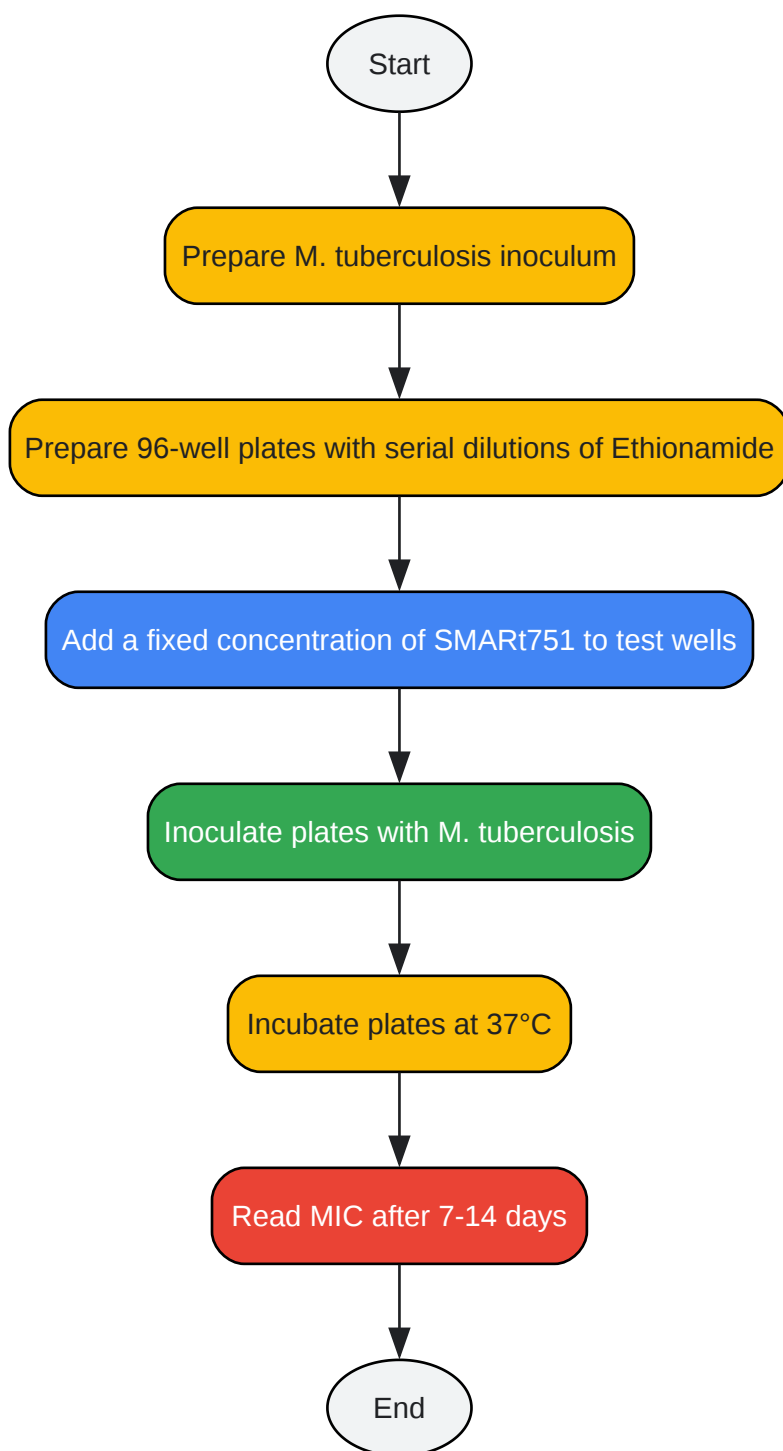 Start
Prepare M. tuberculosis inoculum
Prepare 96-well plates with serial dilutions of Ethionamide
Add a fixed concentration of SMARt751 to test wells
Inoculate plates with M. tuberculosis
Incubate plates at 37°C
Read MIC after 7-14 days
End